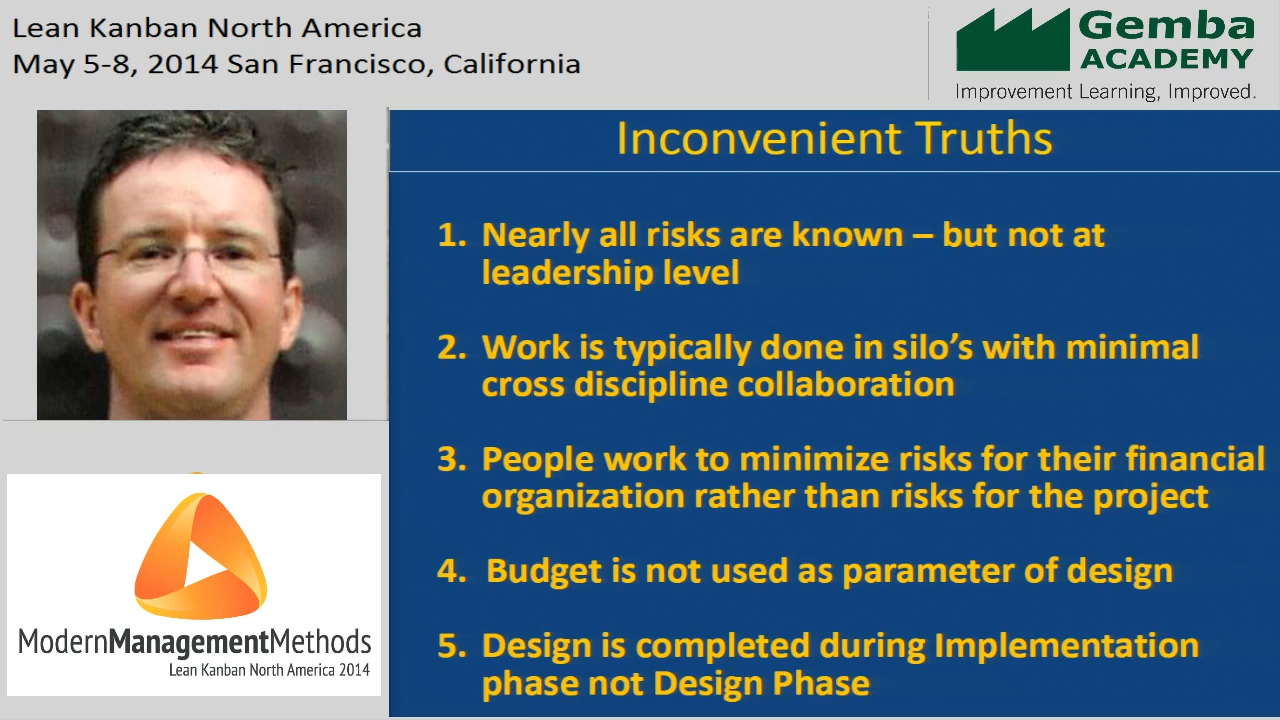 Lean Kanban North America
May 5-8, 2014 San Francisco, California
Gemba
ACADEMY
Improvement Learning, Improved.
Inconvenient Truths
1. Nearly all risks are known – but not at
leadership level
2. Work is typically done in silo’s with minimal
cross discipline collaboration
3. People work to minimize risks for their financial
organization rather than risks for the project
4. Budget is not used as parameter of design
5. Design is completed during Implementation
phase not Design Phase
ModernManagementMethods
Lean Kanban North America 2014